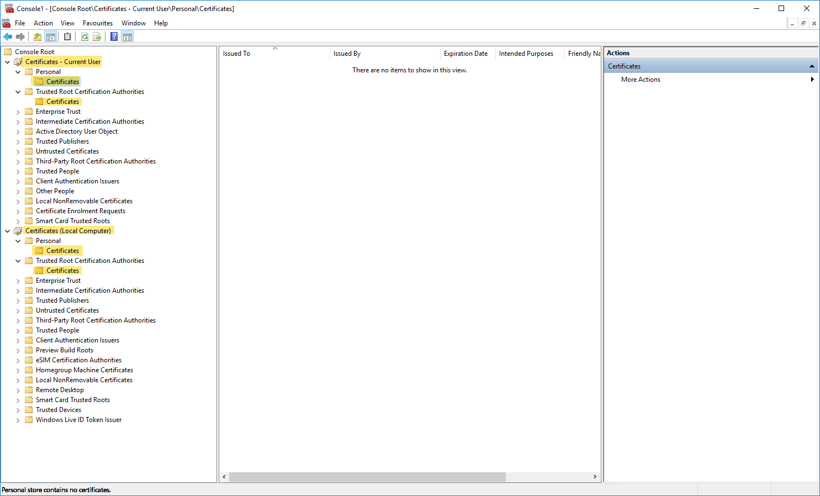 Console1 - [Console Root\Certificates - Current User\Personal\Certificates]
File Action View Favourites Window Help
Console Root
Certificates - Current User
Personal
Certificates
Trusted Root Certification Authorities
Certificates
Enterprise Trust
Intermediate Certification Authorities
Active Directory User Object
Trusted Publishers
Untrusted Certificates
Third-Party Root Certification Authorities
Trusted People
Client Authentication Issuers
Other People
Local NonRemovable Certificates
Certificate Enrolment Requests
Smart Card Trusted Roots
Certificates (Local Computer)
Personal
Certificates
Trusted Root Certification Authorities
Certificates
Enterprise Trust
Intermediate Certification Authorities
Trusted Publishers
Untrusted Certificates
Third-Party Root Certification Authorities
Trusted People
Client Authentication Issuers
Preview Build Roots
eSIM Certification Authorities
Homegroup Machine Certificates
Local NonRemovable Certificates
Remote Desktop
Smart Card Trusted Roots
Trusted Devices
Windows Live ID Token Issuer
Issued To Issued By Expiration Date Intended Purposes Friendly Na
There are no items to show in this view.
Actions
Certificates
More Actions
Personal store contains no certificates.